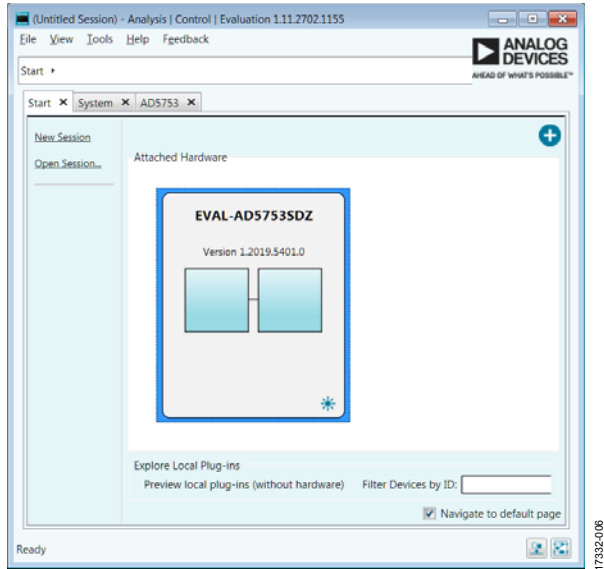 (Untitled Session) - Analysis | Control | Evaluation 1.11.2702.1155
File View Tools Help Feedback
ANALOG
DEVICES
AHEAD OF WHAT'S POSSIBLE™
Start
Start System AD5753
New Session
Open Session...
Attached Hardware
EVAL-AD5753SDZ
Version 1.2019.5401.0
Explore Local Plug-ins
Preview local plug-ins (without hardware) Filter Devices by ID:
Navigate to default page
Ready
17332-006